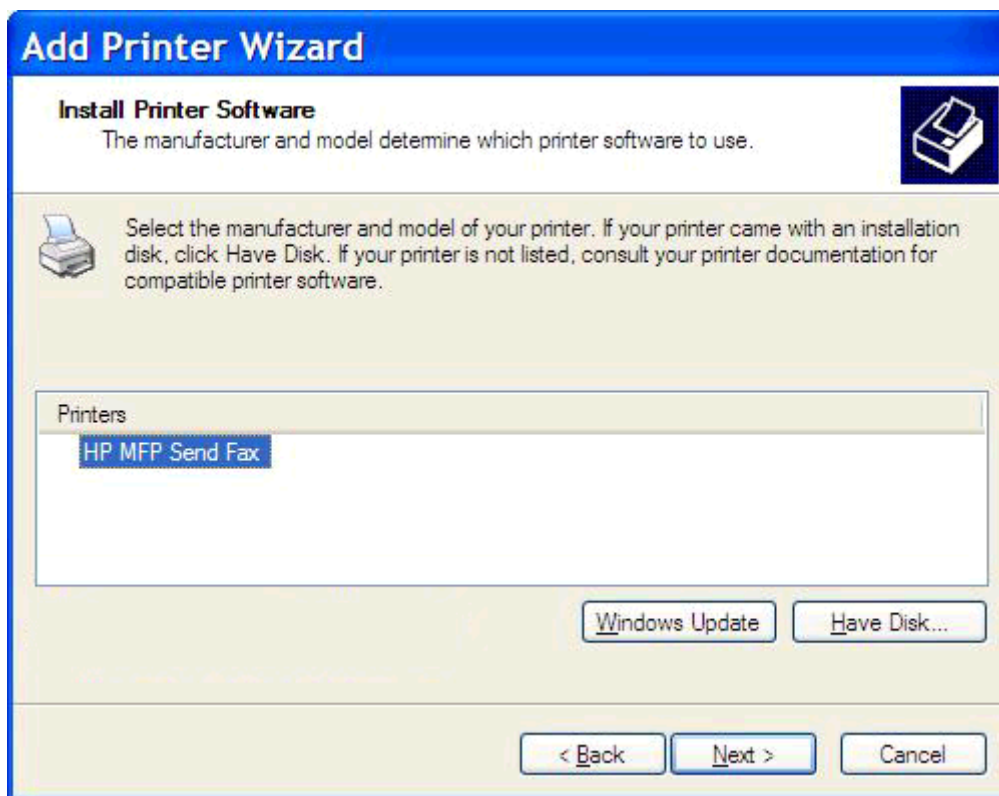 Add Printer Wizard
Install Printer Software
The manufacturer and model determine which printer software to use.
Select the manufacturer and model of your printer. If your printer came with an installation
disk, click Have Disk. If your printer is not listed, consult your printer documentation for
compatible printer software.
Printers
HP MFP Send Fax
Windows Update
Have Disk...
< Back
Next >
Cancel